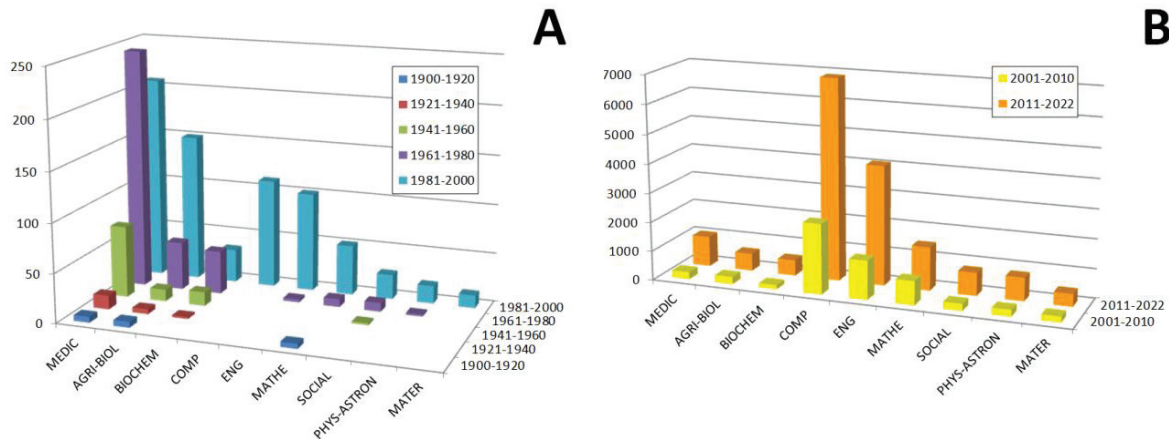 A
250
200
150
100
50
0
1900-1920
1921-1940
1941-1960
1961-1980
1981-2000
MEDIC
AGRI-BIOL
BIOCHEM
COMP
ENG
MATHE
SOCIAL
PHYS-ASTRON
MATER
1981-2000
1961-1980
1941-1960
1921-1940
1900-1920
B
7000
6000
5000
4000
3000
2000
1000
0
2001-2010
2011-2022
MEDIC
AGRI-BIOL
BIOCHEM
COMP
ENG
MATHE
SOCIAL
PHYS-ASTRON
MATER
2011-2022
2001-2010